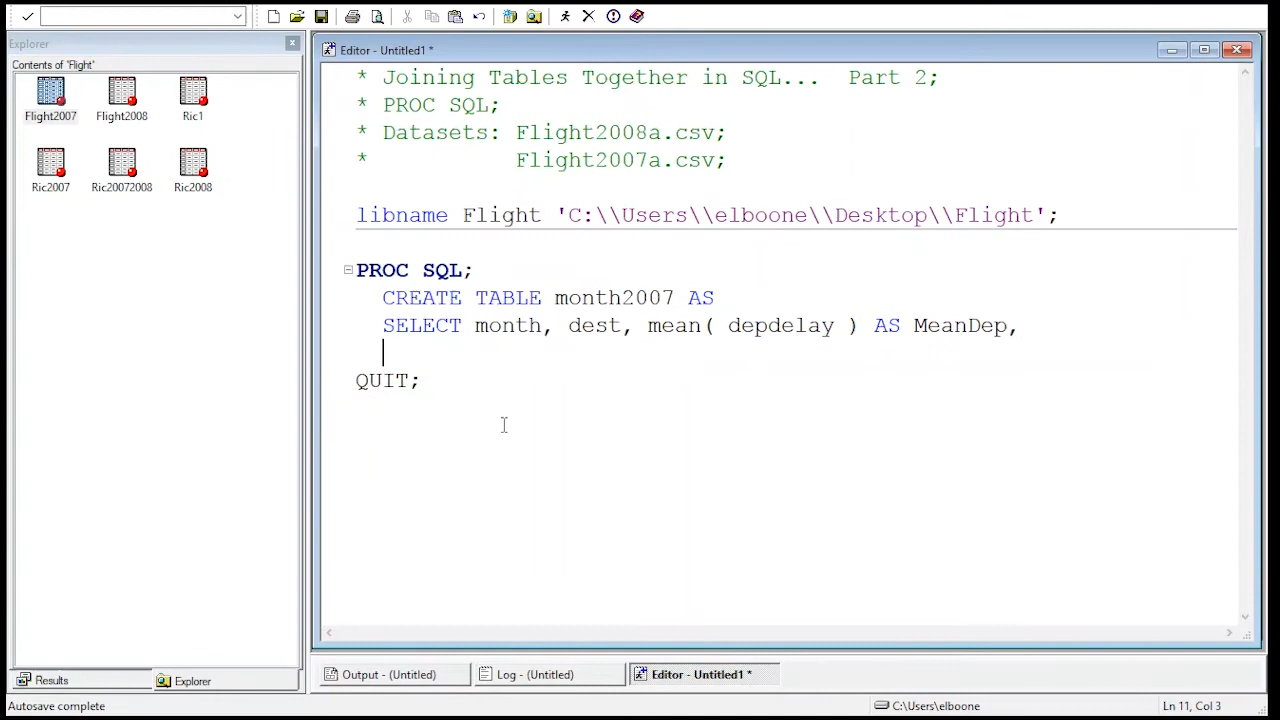 Explorer
Contents of 'Flight'
Flight2007
Flight2008
Ric1
Ric2007
Ric20072008
Ric2008
Results
Explorer
Editor - Untitled1 *
* Joining Tables Together in SQL... Part 2;
* PROC SQL;
* Datasets: Flight2008a.csv;
* Flight2007a.csv;
libname Flight 'C:\\Users\\elboone\\Desktop\\Flight';
PROC SQL;
CREATE TABLE month2007 AS
SELECT month, dest, mean( depdelay ) AS MeanDep,
QUIT;
Output - (Untitled)
Log - (Untitled)
Editor - Untitled1 *
Autosave complete
C:\Users\elboone
Ln 11, Col 3